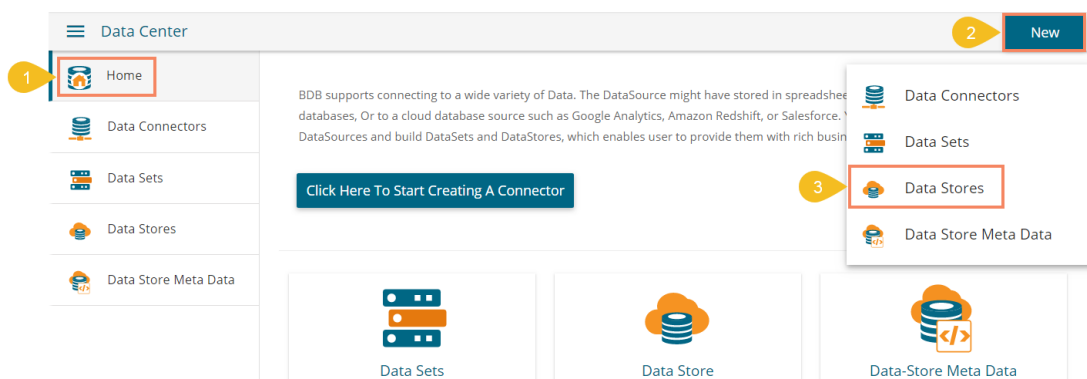 Data Center
2
New
1
Home
Data Connectors
Data Sets
Data Stores
Data Store Meta Data
BDB supports connecting to a wide variety of Data. The DataSource might have stored in
databases, Or to a cloud database source such as Google Analytics, Amazon Redshift, or Salesforce.
DataSources and build DataSets and DataStores, which enables user to provide them with rich
Click Here To Start Creating A Connector
Data Connectors
Data Sets
3
Data Stores
Data Store Meta Data
Data Sets
Data Store
Data-Store Meta Data